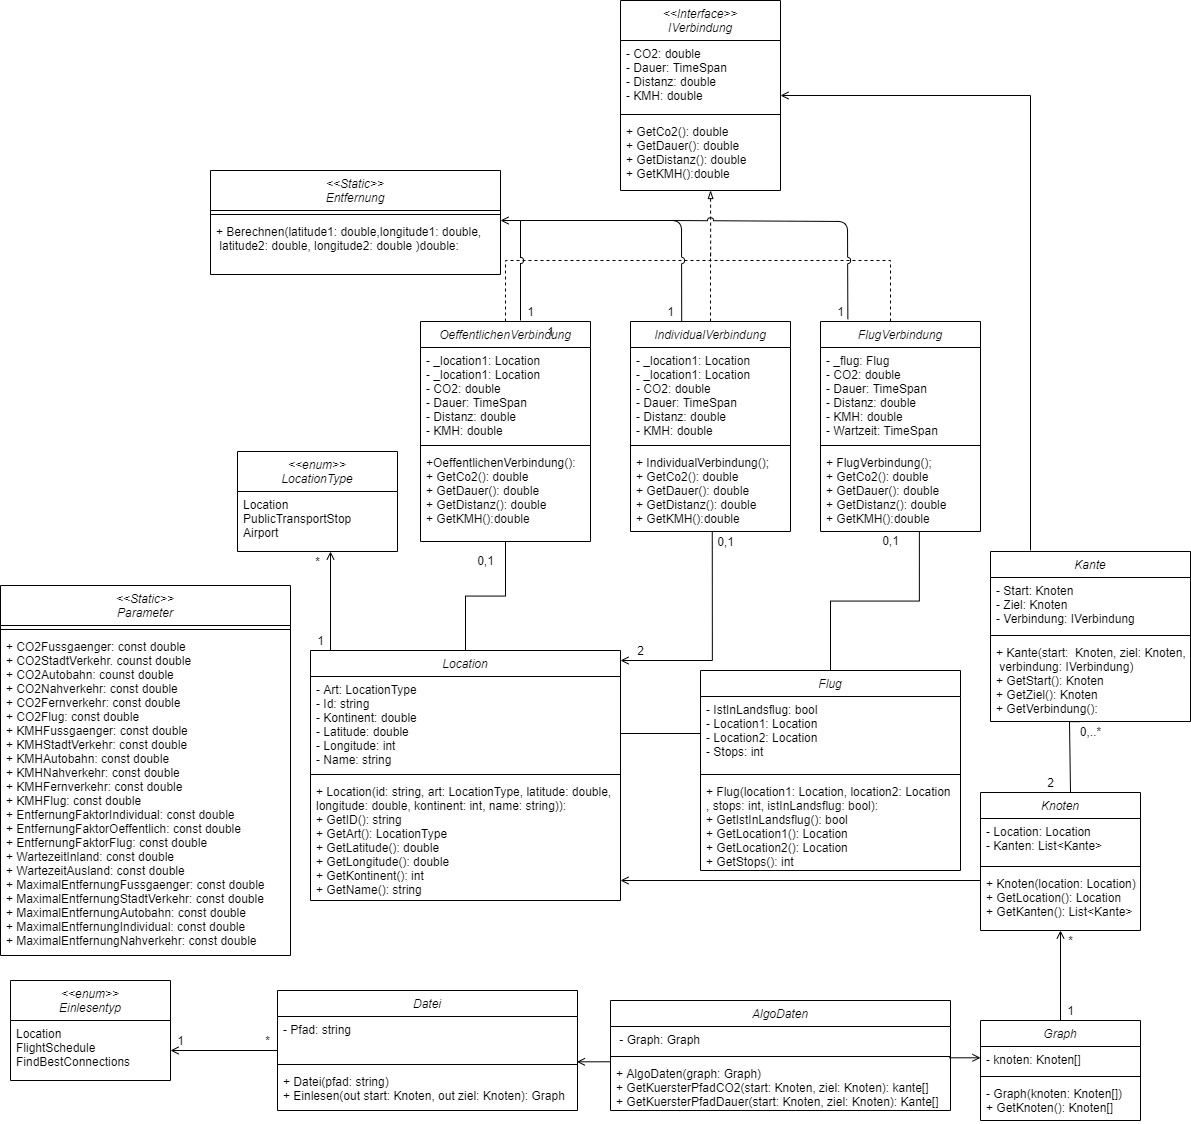 <<Interface>>
IVerbindung
- CO2: double
- Dauer: TimeSpan
- Distanz: double
- KMH: double
+ GetCo2(): double
+ GetDauer(): double
+ GetDistanz(): double
+ GetKMH():double
<<Static>>
Entfernung
+ Berechnen(latitude1: double,longitude1: double,
latitude2: double, longitude2: double )double:
1
1
1
1
OeffentlichenVerbindung
- _location1: Location
- _location1: Location
- CO2: double
- Dauer: TimeSpan
- Distanz: double
- KMH: double
+OeffentlichenVerbindung():
+ GetCo2(): double
+ GetDauer(): double
+ GetDistanz(): double
+ GetKMH():double
IndividualVerbindung
- _location1: Location
- _location1: Location
- CO2: double
- Dauer: TimeSpan
- Distanz: double
- KMH: double
+ IndividualVerbindung();
+ GetCo2(): double
+ GetDauer(): double
+ GetDistanz(): double
+ GetKMH():double
FlugVerbindung
- _flug: Flug
- CO2: double
- Dauer: TimeSpan
- Distanz: double
- KMH: double
- Wartzeit: TimeSpan
+ FlugVerbindung();
+ GetCo2(): double
+ GetDauer(): double
+ GetDistanz(): double
+ GetKMH():double
<<enum>>
LocationType
Location
PublicTransportStop
Airport
*
0,1
0,1
0,1
Kante
- Start: Knoten
- Ziel: Knoten
- Verbindung: IVerbindung
+ Kante(start: Knoten, ziel: Knoten,
verbindung: IVerbindung)
+ GetStart(): Knoten
+ GetZiel(): Knoten
+ GetVerbindung():
<<Static>>
Parameter
+ CO2Fussgaenger: const double
+ CO2StadtVerkehr. counst double
+ CO2Autobahn: counst double
+ CO2Nahverkehr: const double
+ CO2Fernverkehr: const double
+ CO2Flug: const double
+ KMHFussgaenger: const double
+ KMHStadtVerkehr: const double
+ KMHAutobahn: const double
+ KMHNahverkehr: const double
+ KMHFernverkehr: const double
+ KMHFlug: const double
+ EntfernungFaktorIndividual: const double
+ EntfernungFaktorOeffentlich: const double
+ EntfernungFaktorFlug: const double
+ WartezeitInland: const double
+ WartezeitAusland: const double
+ MaximalEntfernungFussgaenger: const double
+ MaximalEntfernungStadtVerkehr: const double
+ MaximalEntfernungAutobahn: const double
+ MaximalEntfernungIndividual: const double
+ MaximalEntfernungNahverkehr: const double
1
2
Location
- Art: LocationType
- Id: string
- Kontinent: double
- Latitude: double
- Longitude: int
- Name: string
+ Location(id: string, art: LocationType, latitude: double,
longitude: double, kontinent: int, name: string)):
+ GetID(): string
+ GetArt(): LocationType
+ GetLatitude(): double
+ GetLongitude(): double
+ GetKontinent(): int
+ GetName(): string
Flug
- IstInLandsflug: bool
- Location1: Location
- Location2: Location
- Stops: int
+ Flug(location1: Location, location2: Location
, stops: int, istInLandsflug: bool):
+ GetIstInLandsflug(): bool
+ GetLocation1(): Location
+ GetLocation2(): Location
+ GetStops(): int
0,..*
2
Knoten
- Location: Location
- Kanten: List<Kante>
+ Knoten(location: Location)
+ GetLocation(): Location
+ GetKanten(): List<Kante>
*
1
<<enum>>
Einlesentyp
Location
FlightSchedule
FindBestConnections
1
*
Datei
- Pfad: string
+ Datei(pfad: string)
+ Einlesen(out start: Knoten, out ziel: Knoten): Graph
AlgoDaten
- Graph: Graph
+ AlgoDaten(graph: Graph)
+ GetKuersterPfadCO2(start: Knoten, ziel: Knoten): kante[]
+ GetKuersterPfadDauer(start: Knoten, ziel: Knoten): Kante[]
Graph
- knoten: Knoten[]
- Graph(knoten: Knoten[])
+ GetKnoten(): Knoten[]